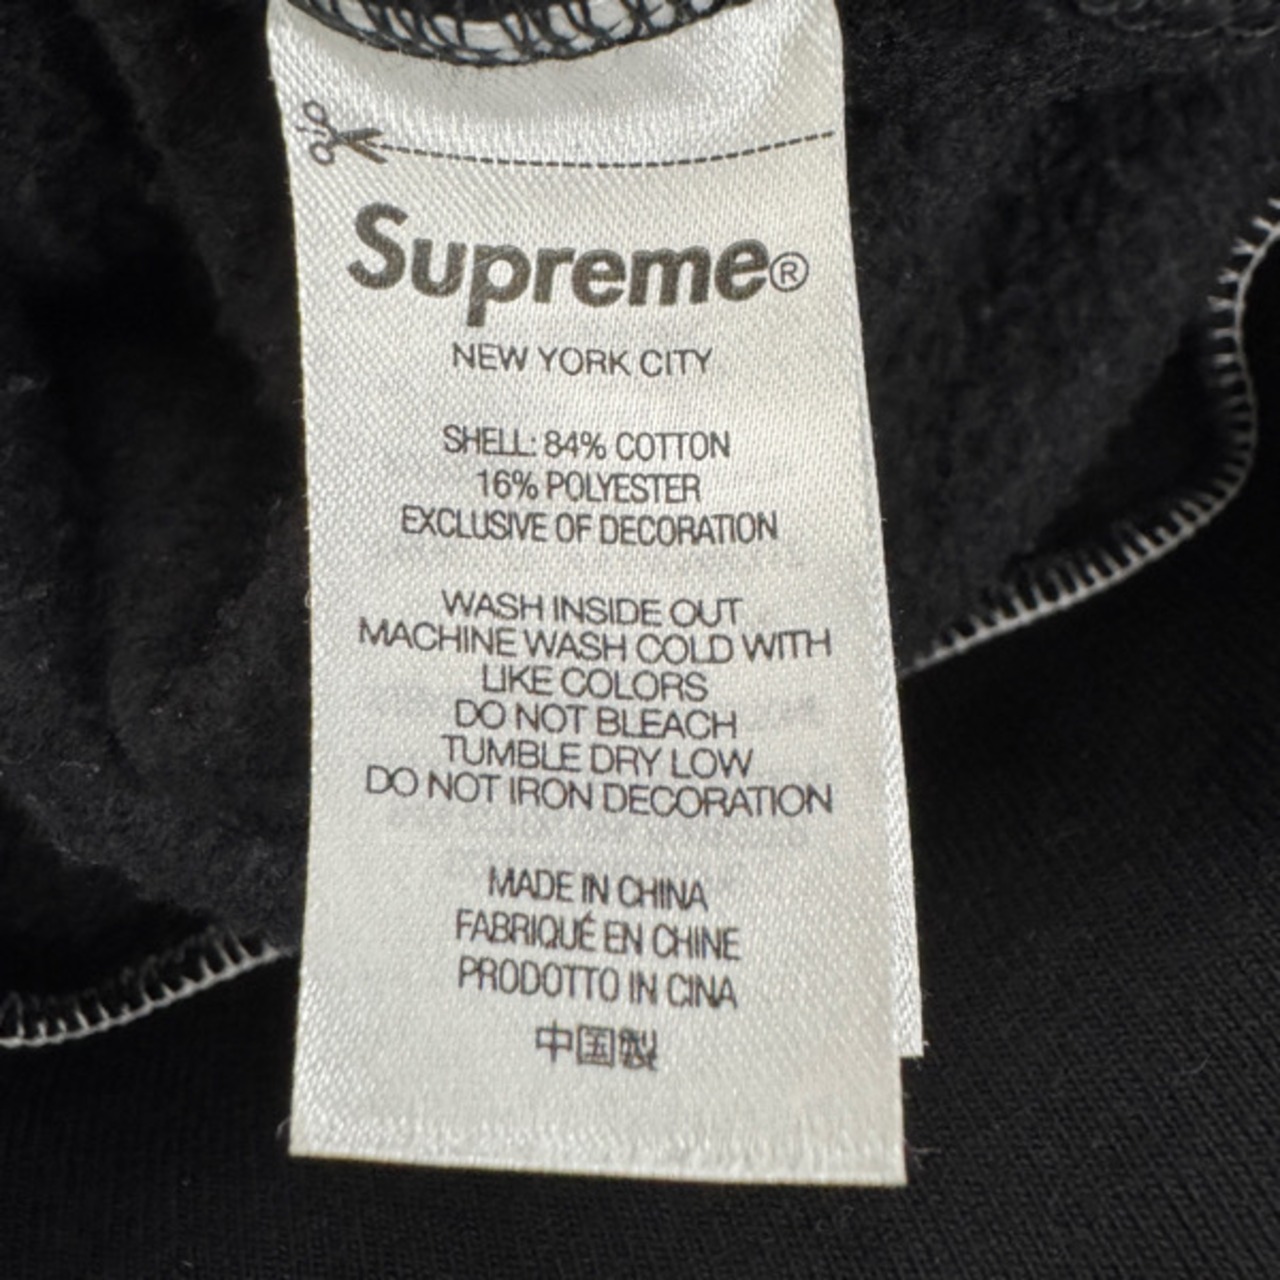 Supreme®
NEW YORK CITY
SHELL: 84% COTTON
16% POLYESTER
EXCLUSIVE OF DECORATION
WASH INSIDE OUT
MACHINE WASH COLD WITH
LIKE COLORS
DO NOT BLEACH
TUMBLE DRY LOW
DO NOT IRON DECORATION
MADE IN CHINA
FABRIQUÉ EN CHINE
PRODOTTO IN CINA
中国製